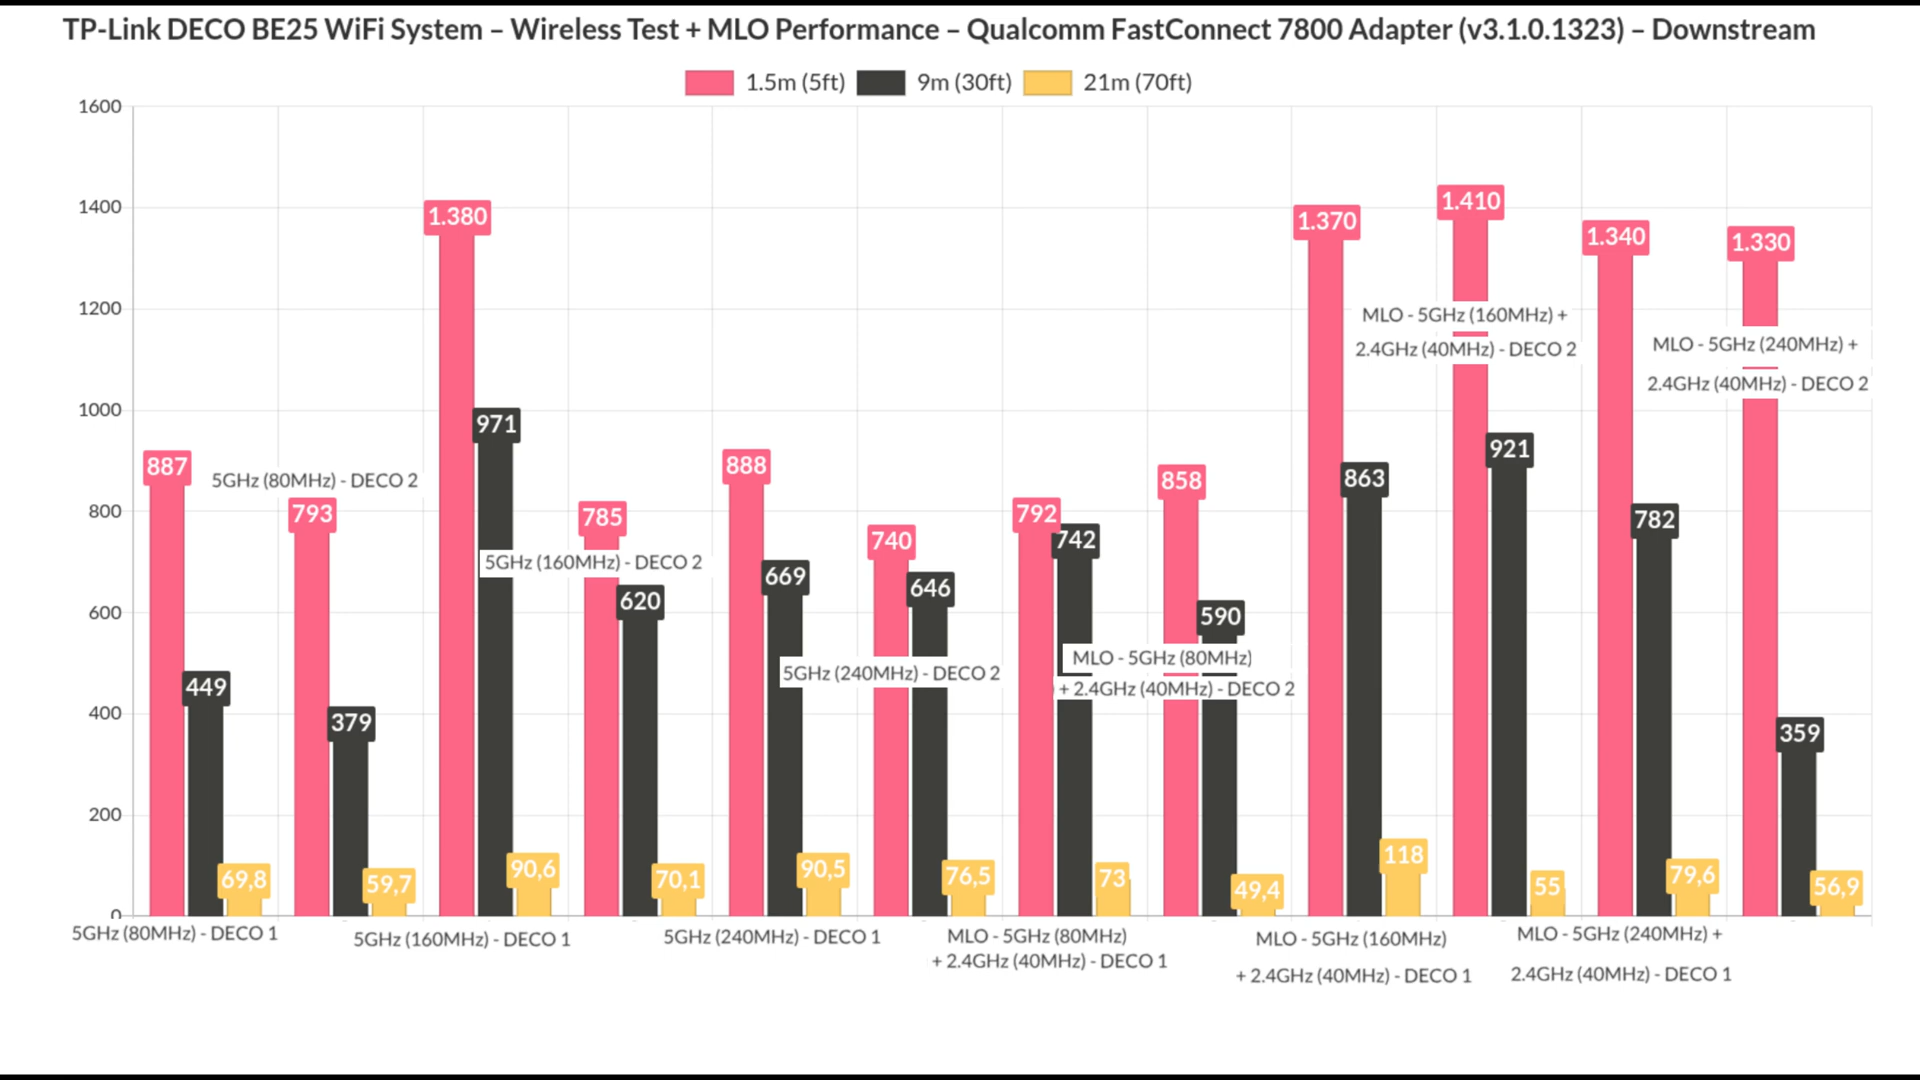 TP-Link DECO BE25 WiFi System – Wireless Test + MLO Performance – Qualcomm FastConnect 7800 Adapter (v3.1.0.1323) – Downstream
1.5m (5ft) 9m (30ft) 21m (70ft)
1600
1400
1200
1000
800
600
400
200
0
887
449
69,8
5GHz (80MHz) - DECO 2
793
379
59,7
1.380
971
90,6
785
5GHz (160MHz) - DECO 2
620
70,1
888
669
90,5
740
646
5GHz (240MHz) - DECO 2
76,5
792
742
73
858
590
MLO - 5GHz (80MHz)
+ 2.4GHz (40MHz) - DECO 2
49,4
1.370
863
118
1.410
MLO - 5GHz (160MHz) +
2.4GHz (40MHz) - DECO 2
921
55
1.340
782
79,6
1.330
MLO - 5GHz (240MHz) +
2.4GHz (40MHz) - DECO 2
359
56,9
5GHz (80MHz) - DECO 1
5GHz (160MHz) - DECO 1
5GHz (240MHz) - DECO 1
MLO - 5GHz (80MHz)
+ 2.4GHz (40MHz) - DECO 1
MLO - 5GHz (160MHz)
+ 2.4GHz (40MHz) - DECO 1
MLO - 5GHz (240MHz) +
2.4GHz (40MHz) - DECO 1